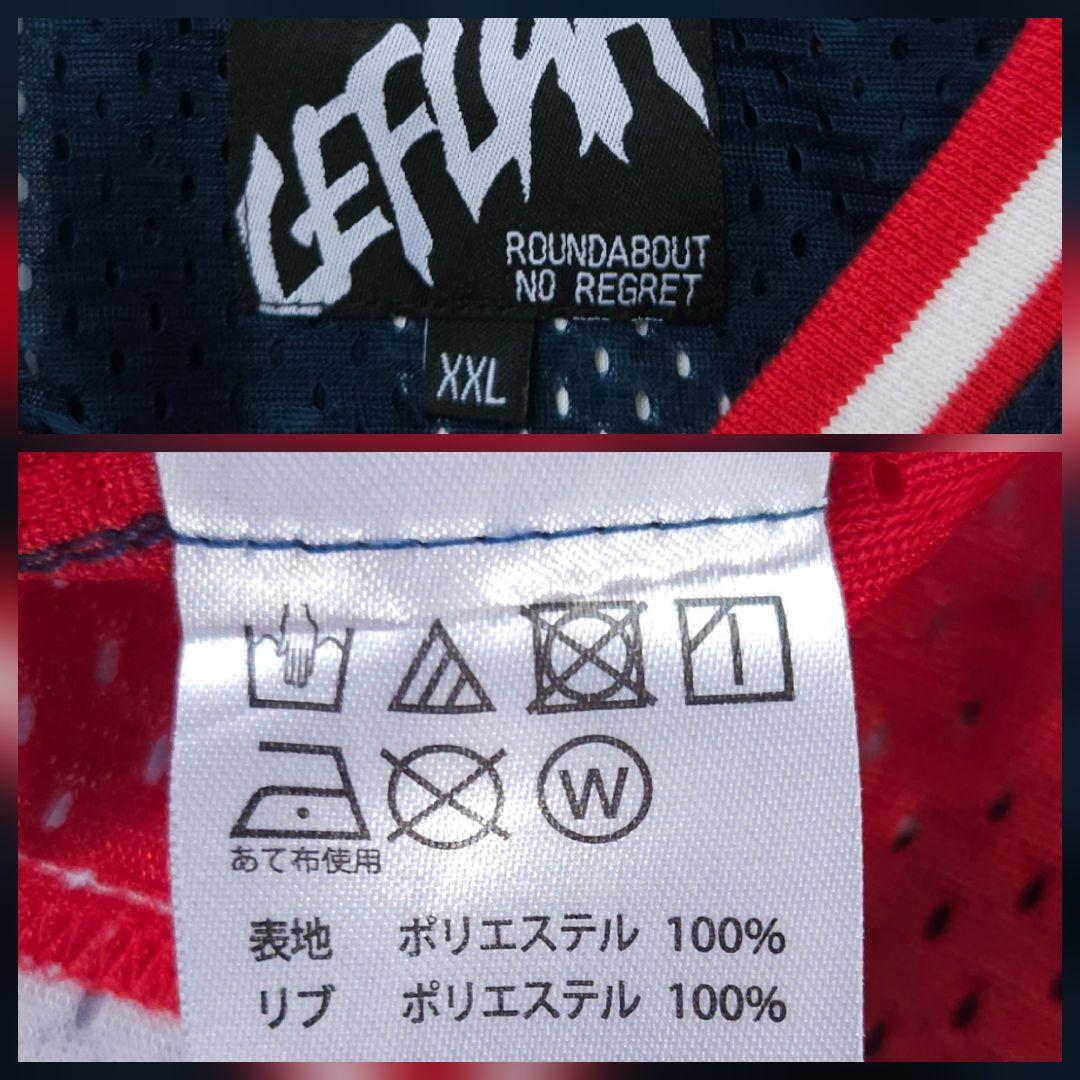 LEFLAH
ROUNDABOUT
NO REGRET
XXL
W
あて布使用
表地 ポリエステル 100%
リブ ポリエステル 100%